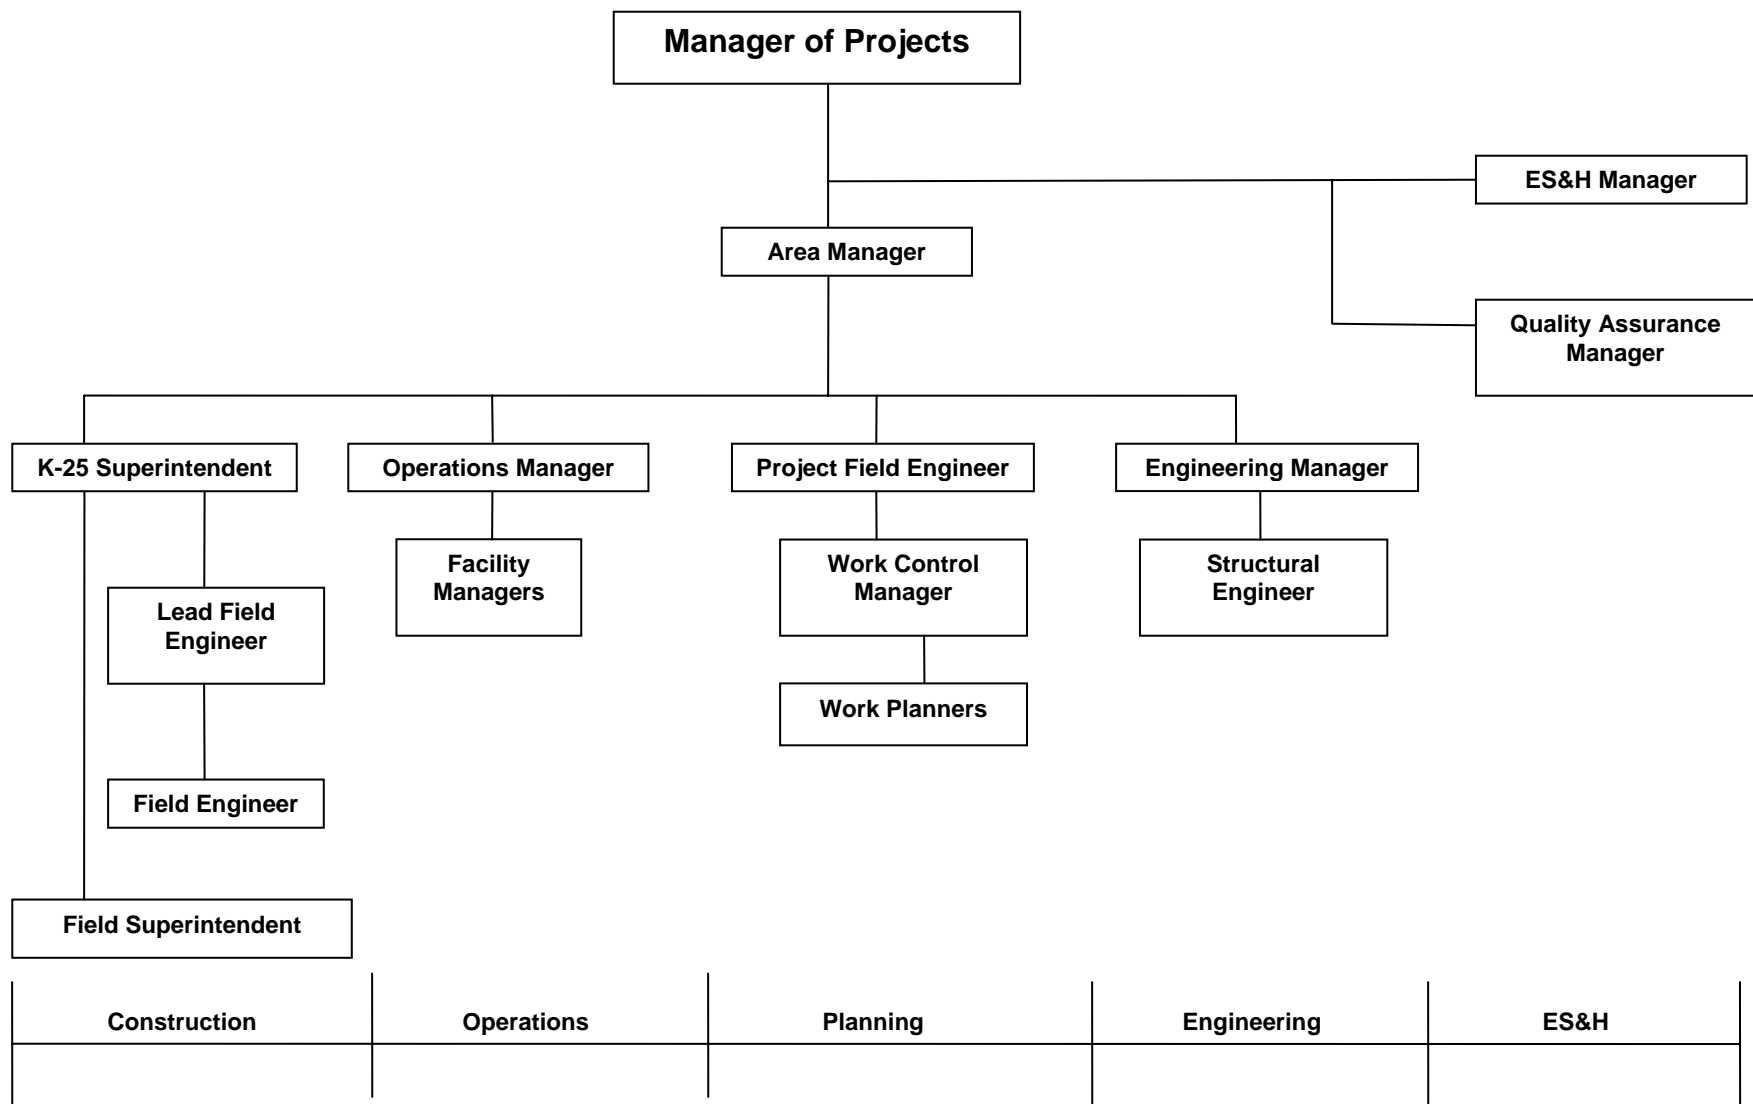 Manager of Projects
ES&H Manager
Area Manager
Quality Assurance
Manager
K-25 Superintendent
Operations Manager
Project Field Engineer
Engineering Manager
Facility
Managers
Work Control
Manager
Structural
Engineer
Lead Field
Engineer
Work Planners
Field Engineer
Field Superintendent
Construction
Operations
Planning
Engineering
ES&H